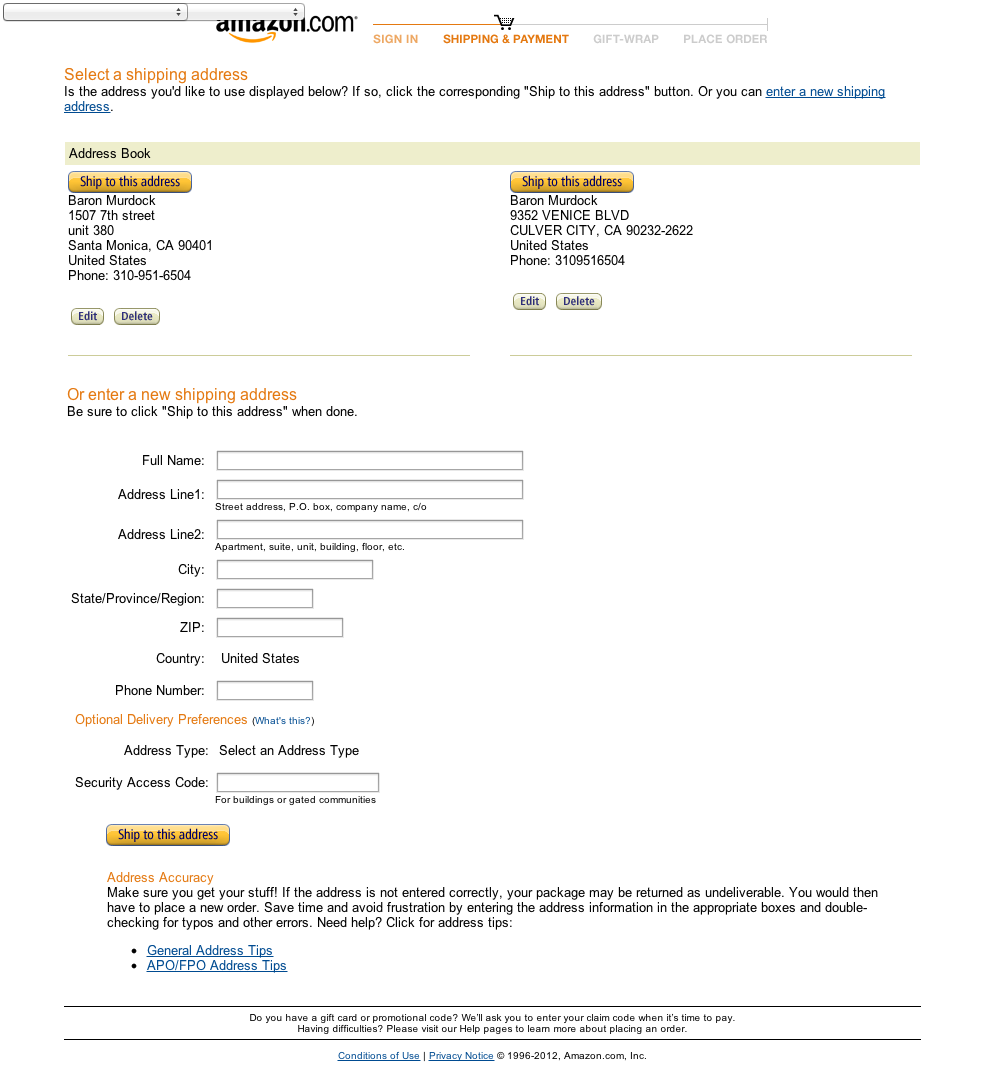 amazon.com
SIGN IN SHIPPING & PAYMENT GIFT-WRAP PLACE ORDER
Select a shipping address
Is the address you'd like to use displayed below? If so, click the corresponding "Ship to this address" button. Or you can enter a new shipping
address.
Address Book
Ship to this address
Baron Murdock
1507 7th street
unit 380
Santa Monica, CA 90401
United States
Phone: 310-951-6504
Edit Delete
Ship to this address
Baron Murdock
9352 VENICE BLVD
CULVER CITY, CA 90232-2622
United States
Phone: 3109516504
Edit Delete
Or enter a new shipping address
Be sure to click "Ship to this address" when done.
Full Name:
Address Line1:
Street address, P.O. box, company name, c/o
Address Line2:
Apartment, suite, unit, building, floor, etc.
City:
State/Province/Region:
ZIP:
Country: United States
Phone Number:
Optional Delivery Preferences (What's this?)
Address Type: Select an Address Type
Security Access Code:
For buildings or gated communities
Ship to this address
Address Accuracy
Make sure you get your stuff! If the address is not entered correctly, your package may be returned as undeliverable. You would then
have to place a new order. Save time and avoid frustration by entering the address information in the appropriate boxes and double-
checking for typos and other errors. Need help? Click for address tips:
• General Address Tips
• APO/FPO Address Tips
Do you have a gift card or promotional code? We'll ask you to enter your claim code when it's time to pay.
Having difficulties? Please visit our Help pages to learn more about placing an order.
Conditions of Use | Privacy Notice © 1996-2012, Amazon.com, Inc.